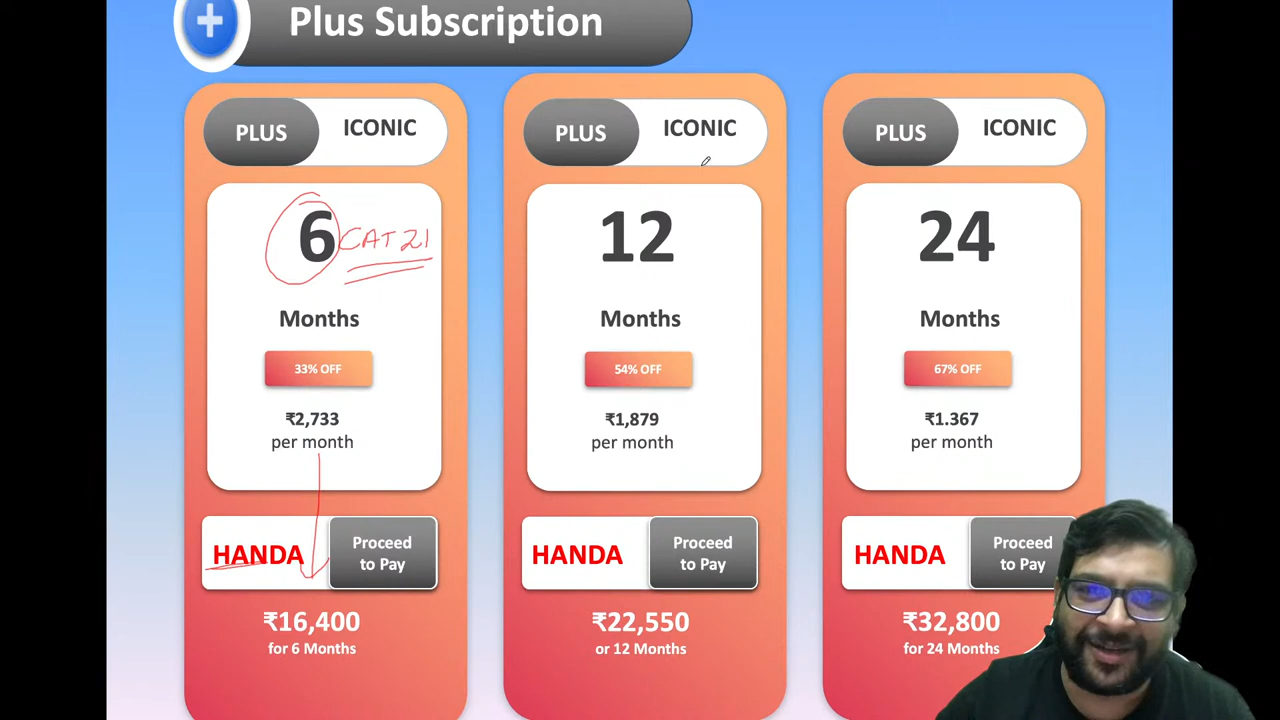 Plus Subscription
PLUS ICONIC
6 CAT 21
Months
33% OFF
₹2,733
per month
HANDA
Proceed
to Pay
₹16,400
for 6 Months
PLUS ICONIC
12
Months
54% OFF
₹1,879
per month
HANDA
Proceed
to Pay
₹22,550
or 12 Months
PLUS ICONIC
24
Months
67% OFF
₹1.367
per month
HANDA
Proceed
to Pay
₹32,800
for 24 Months